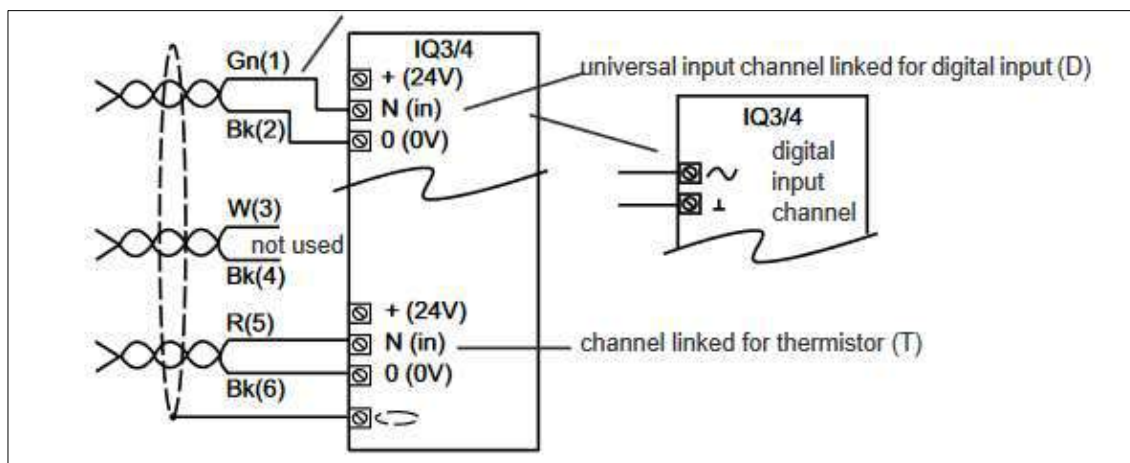 IQ3/4
Gn(1)
+ (24V)
universal input channel linked for digital input (D)
N (in)
Bk(2)
0 (0V)
IQ3/4
digital
input
channel
W(3)
not used
Bk(4)
+ (24V)
R(5)
N (in)
channel linked for thermistor (T)
0 (0V)
Bk(6)